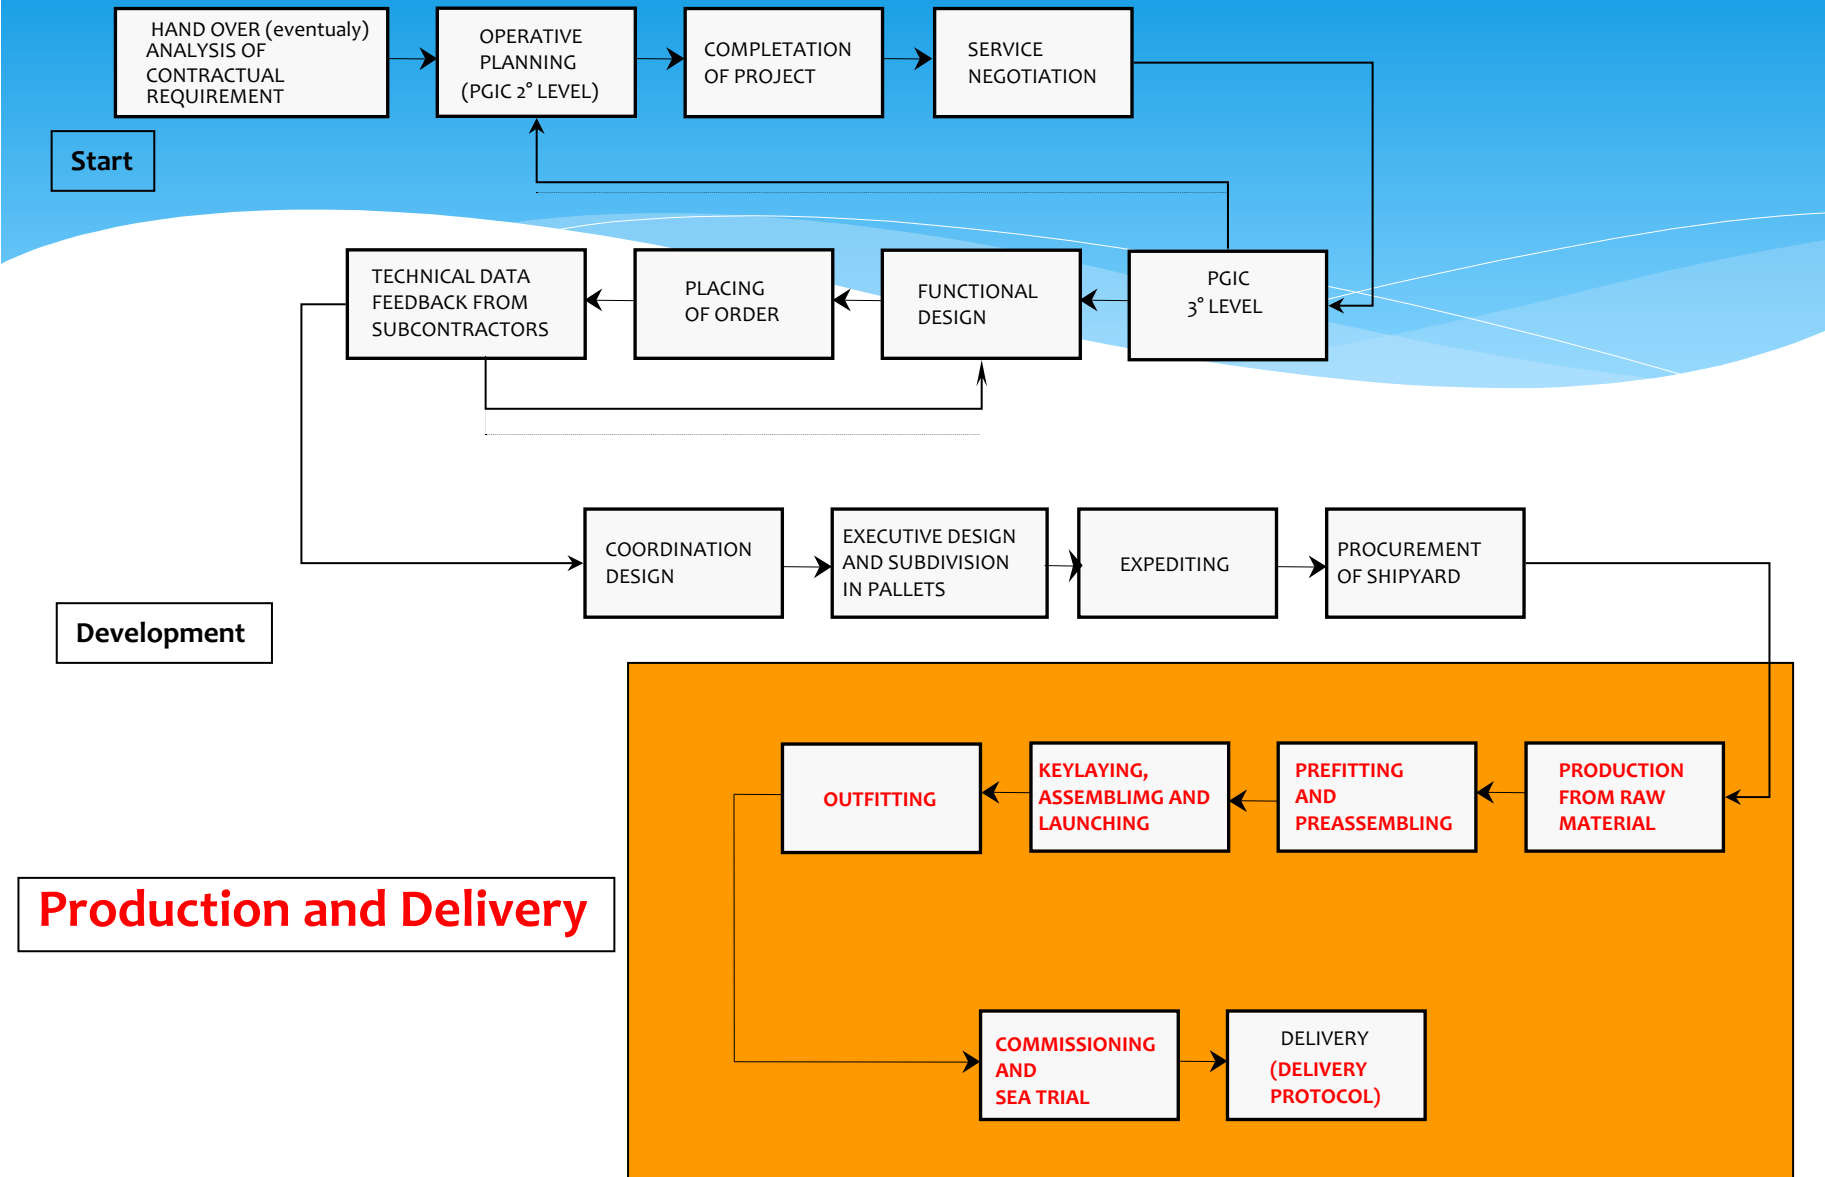 HAND OVER (eventualy)
ANALYSIS OF
CONTRACTUAL
REQUIREMENT
OPERATIVE
PLANNING
(PGIC 2° LEVEL)
COMPLETATION
OF PROJECT
SERVICE
NEGOTIATION
Start
TECHNICAL DATA
FEEDBACK FROM
SUBCONTRACTORS
PLACING
OF ORDER
FUNCTIONAL
DESIGN
PGIC
3° LEVEL
COORDINATION
DESIGN
EXECUTIVE DESIGN
AND SUBDIVISION
IN PALLETS
EXPEDITING
PROCUREMENT
OF SHIPYARD
Development
OUTFITTING
KEYLAYING,
ASSEMBLIMG AND
LAUNCHING
PREFITTING
AND
PREASSEMBLING
PRODUCTION
FROM RAW
MATERIAL
Production and Delivery
COMMISSIONING
AND
SEA TRIAL
DELIVERY
(DELIVERY
PROTOCOL)